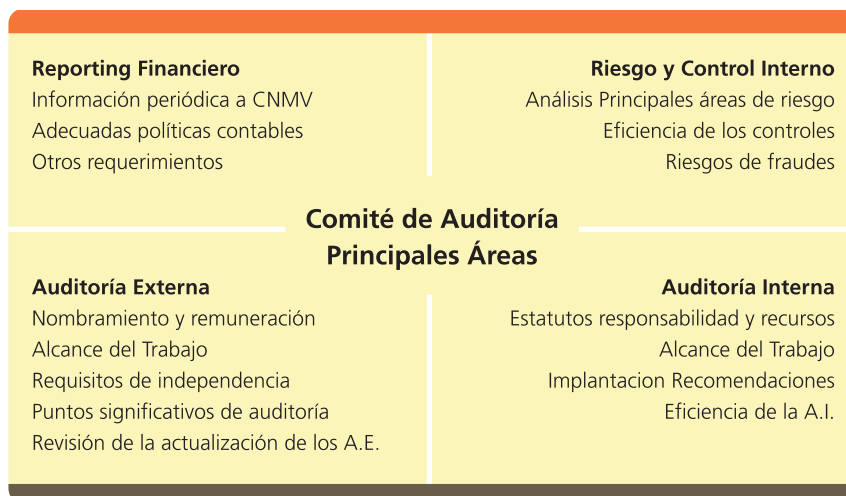 Reporting Financiero
Información periódica a CNMV
Adecuadas políticas contables
Otros requerimientos
Riesgo y Control Interno
Análisis Principales áreas de riesgo
Eficiencia de los controles
Riesgos de fraudes
Comité de Auditoría
Principales Áreas
Auditoría Externa
Nombramiento y remuneración
Alcance del Trabajo
Requisitos de independencia
Puntos significativos de auditoría
Revisión de la actualización de los A.E.
Auditoría Interna
Estatutos responsabilidad y recursos
Alcance del Trabajo
Implantacion Recomendaciones
Eficiencia de la A.I.